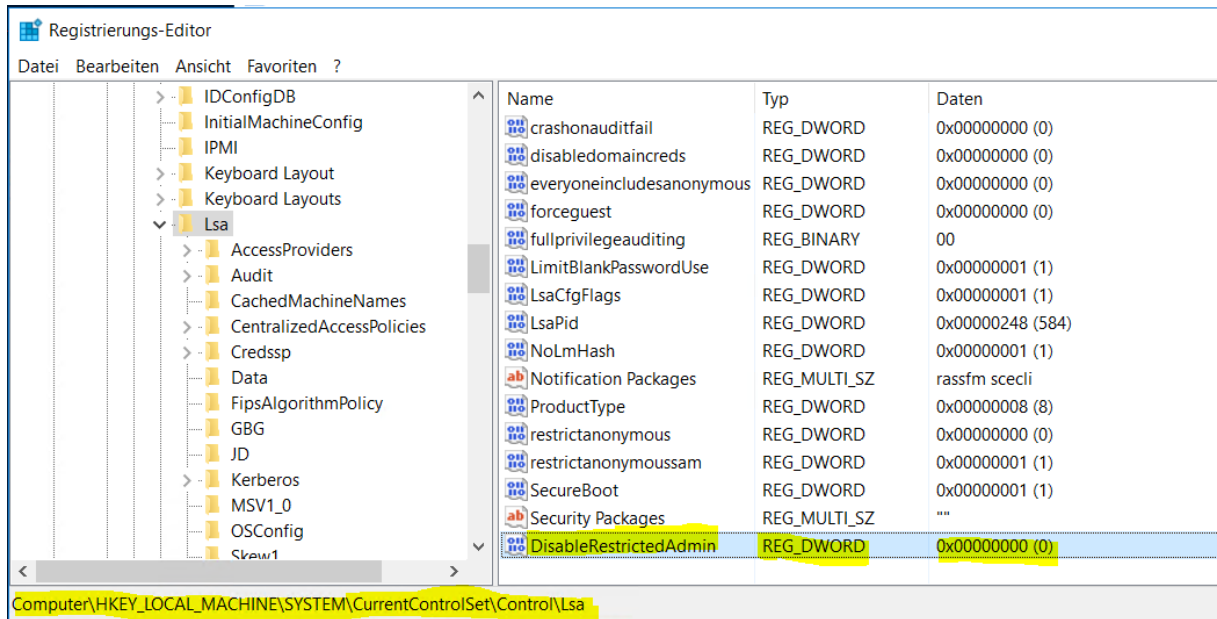 Registrierungs-Editor
Datei Bearbeiten Ansicht Favoriten ?
IDConfigDB
InitialMachineConfig
IPMI
Keyboard Layout
Keyboard Layouts
Lsa
AccessProviders
Audit
CachedMachineNames
CentralizedAccessPolicies
Credssp
Data
FipsAlgorithmPolicy
GBG
JD
Kerberos
MSV1_0
OSConfig
Skew1
Name Typ Daten
crashonauditfail REG_DWORD 0x00000000 (0)
disabledomaincreds REG_DWORD 0x00000000 (0)
everyoneincludesanonymous REG_DWORD 0x00000000 (0)
forceguest REG_DWORD 0x00000000 (0)
fullprivilegeauditing REG_BINARY 00
LimitBlankPasswordUse REG_DWORD 0x00000001 (1)
LsaCfgFlags REG_DWORD 0x00000001 (1)
LsaPid REG_DWORD 0x00000248 (584)
NoLmHash REG_DWORD 0x00000001 (1)
Notification Packages REG_MULTI_SZ rassfm scecli
ProductType REG_DWORD 0x00000008 (8)
restrictanonymous REG_DWORD 0x00000000 (0)
restrictanonymoussam REG_DWORD 0x00000001 (1)
SecureBoot REG_DWORD 0x00000001 (1)
Security Packages REG_MULTI_SZ ""
DisableRestrictedAdmin REG_DWORD 0x00000000 (0)
Computer\HKEY_LOCAL_MACHINE\SYSTEM\CurrentControlSet\Control\Lsa